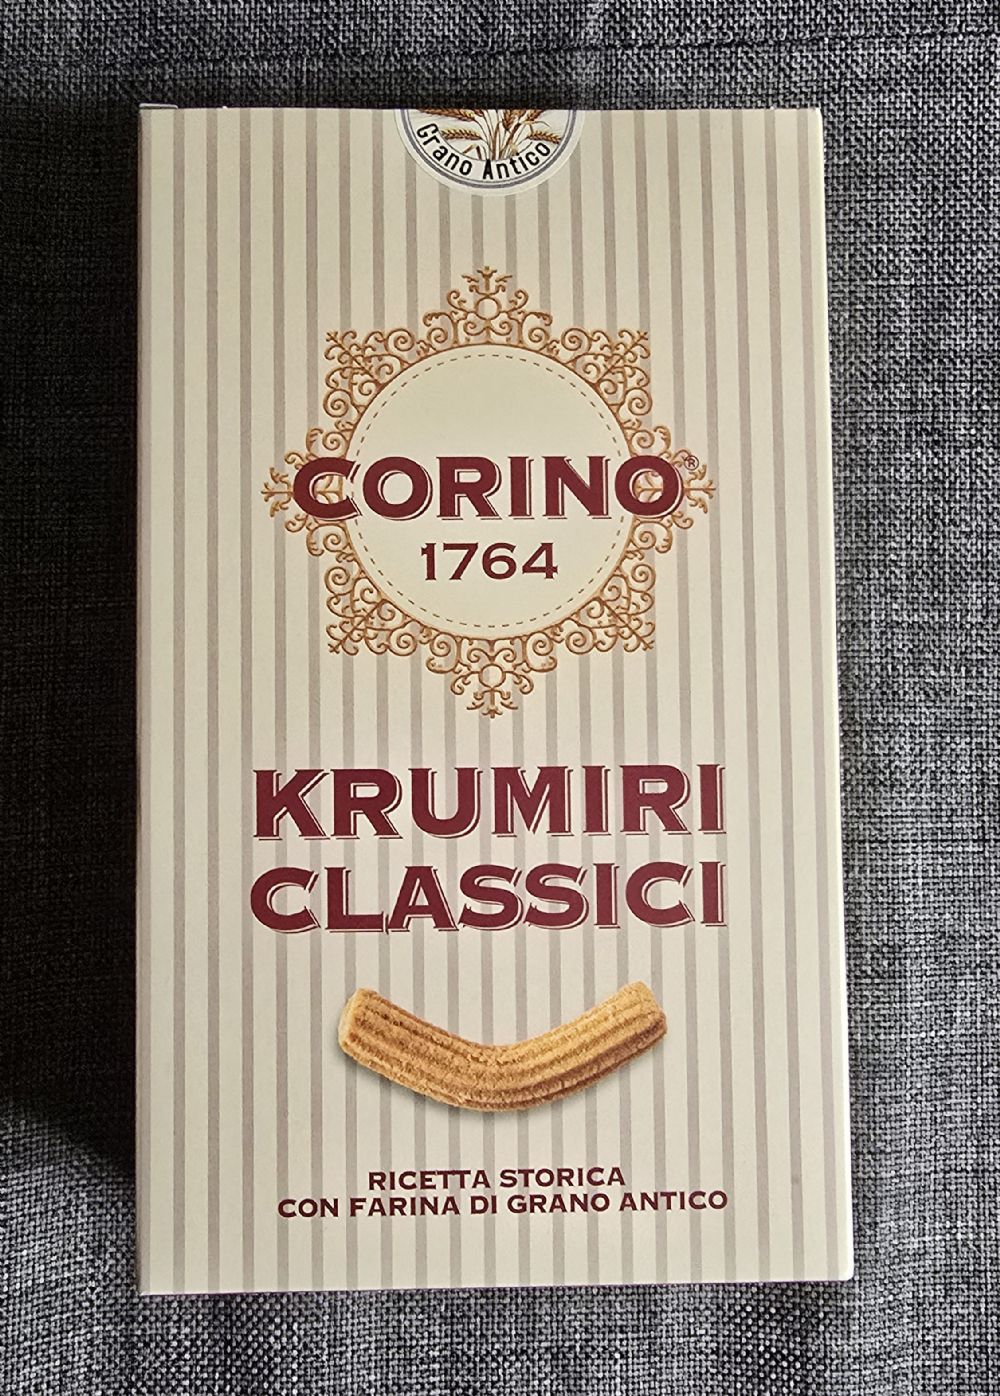 Grano Antico
CORINO®
1764
KRUMIRI
CLASSICI
RICETTA STORICA
CON FARINA DI GRANO ANTICO